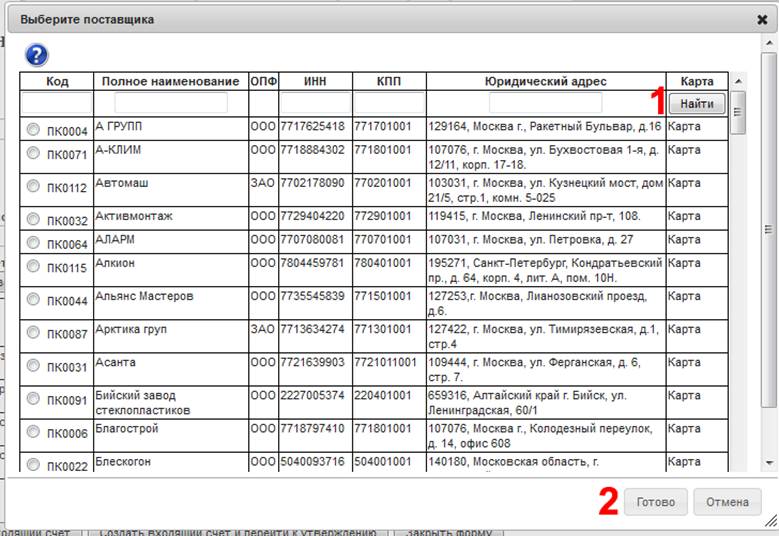 Выберите поставщика
?
Код Полное наименование ОПФ ИНН КПП Юридический адрес Карта
1 Найти
ПК0004 А ГРУПП ООО 7717625418 771701001 129164, Москва г., Ракетный Бульвар, д.16 Карта
ПК0071 А-КЛИМ ООО 7718884302 771801001 107076, г. Москва, ул. Бухвостовая 1-я, д. Карта
12/11, корп. 17-18.
ПК0112 Автомаш ЗАО 7702178090 770201001 103031, г. Москва, ул. Кузнецкий мост, дом Карта
21/5, стр.1, комн. 5-025
ПК0032 Активмонтаж ООО 7729404220 772901001 119415, г. Москва, Ленинский пр-т, 108. Карта
ПК0064 АЛАРМ ООО 7707080081 770701001 107031, г. Москва, ул. Петровка, д. 27 Карта
ПК0115 Алкион ООО 7804459781 780401001 195271, Санкт-Петербург, Кондратьевский Карта
пр., д. 64, корп. 4, лит. А, пом. 10Н.
ПК0044 Альянс Мастеров ООО 7735545839 771501001 127253,г. Москва, Лианозовский проезд, Карта
д.6.
ПК0087 Арктика груп ЗАО 7713634274 771301001 127422, г. Москва, ул. Тимирязевская, д.1, Карта
стр.4
ПК0031 Асанта ООО 7721639903 7721011001 109444, г. Москва, ул. Ферганская, д. 6, Карта
стр. 7.
ПК0091 Бийский завод ООО 2227005374 220401001 659316, Алтайский край г. Бийск, ул. Карта
стеклопластиков Ленинградская, 60/1
ПК0006 Благострой ООО 7718797410 771801001 107076, Москва г., Колодезный переулок, Карта
д. 14, офис 608
ПК0022 Блескогон ООО 5040093716 504001001 140180, Московская область, г. Карта
2 Готово Отмена
одящий счет Создать входящий счет и перейти к утверждению Закрыть форму